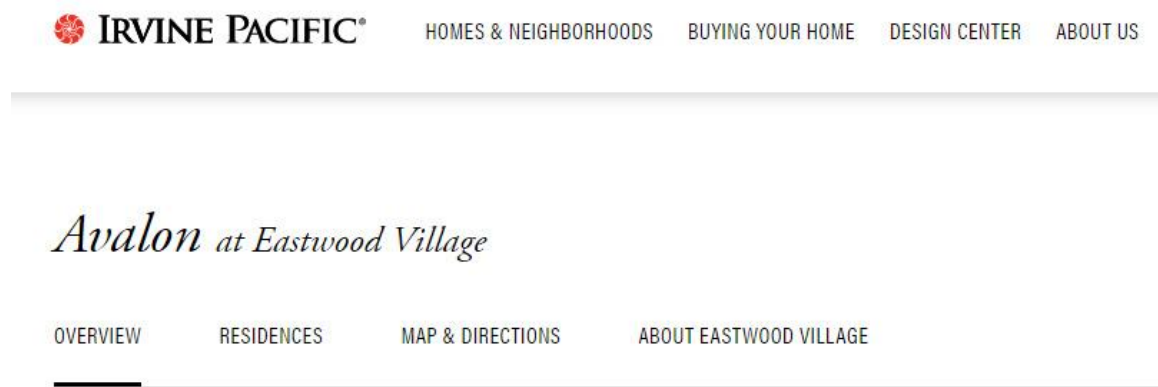 IRVINE PACIFIC® HOMES & NEIGHBORHOODS BUYING YOUR HOME DESIGN CENTER ABOUT US
Avalon at Eastwood Village
OVERVIEW RESIDENCES MAP & DIRECTIONS ABOUT EASTWOOD VILLAGE